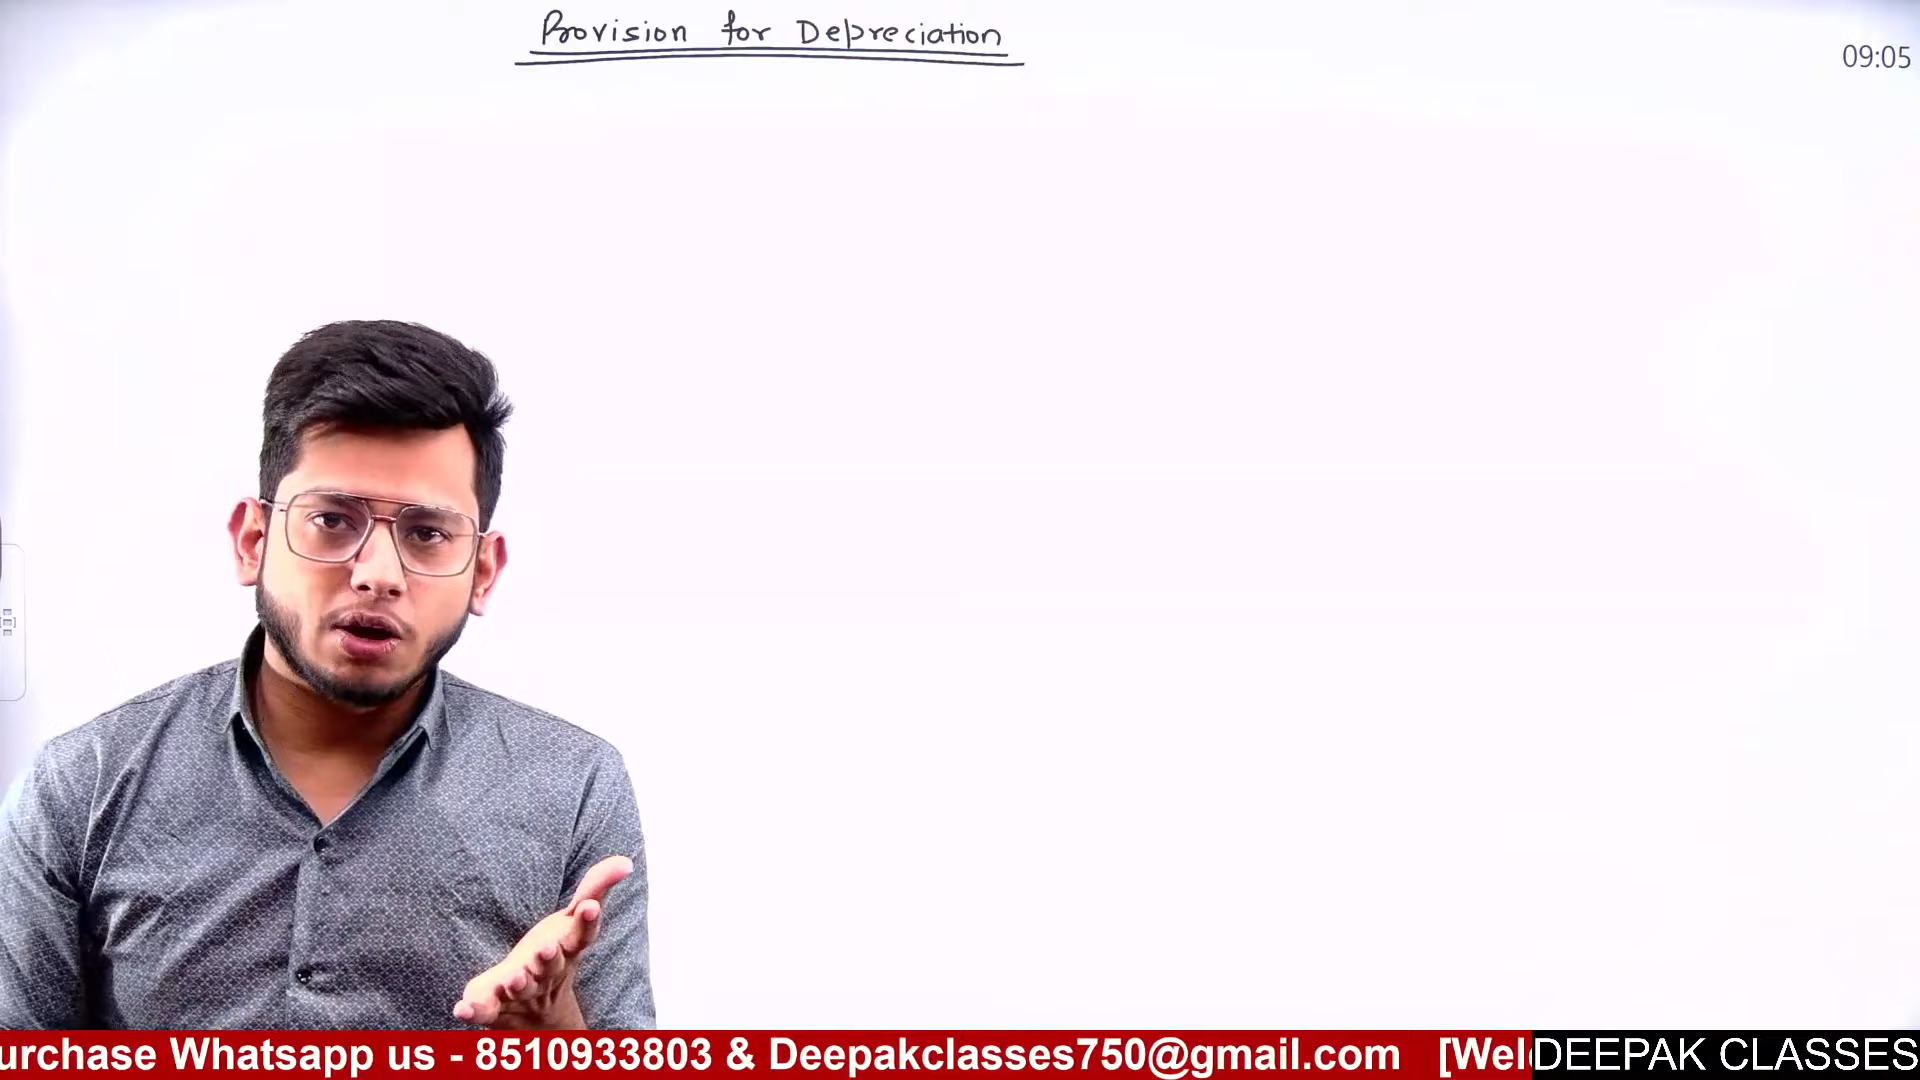 Provision for Depreciation
09:05
urchase Whatsapp us - 8510933803 & Deepakclasses750@gmail.com [Wel
DEEPAK CLASSES